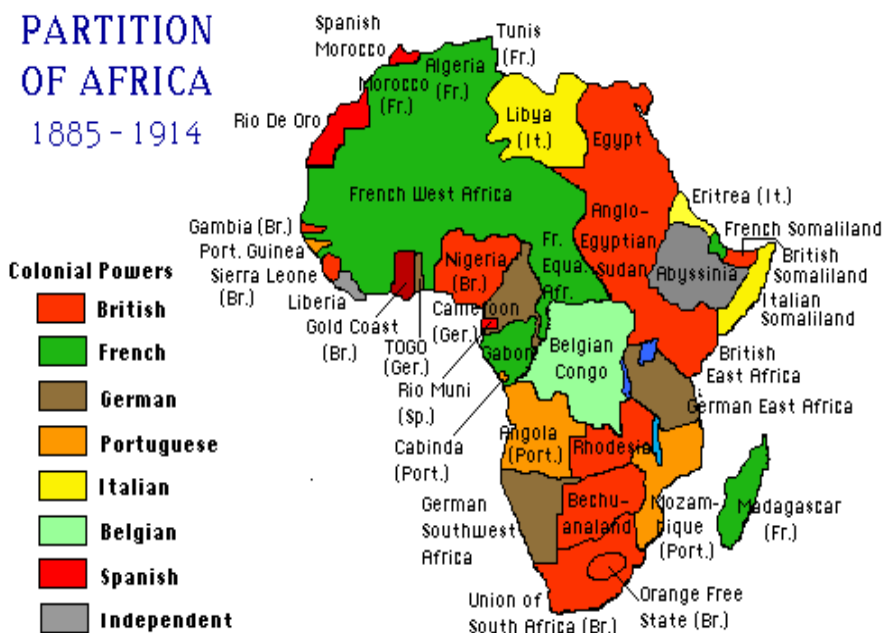 PARTITION
OF AFRICA
1885-1914
Spanish
Morocco
Tunis
(Fr.)
Algeria
(Fr.)
Morocco
(Fr.)
Rio De Oro
Libya
(It.)
Egypt
French West Africa
Eritrea (It.)
Anglo-
Egyptian
Sudan
French Somaliland
British
Somaliland
Italian
Somaliland
Abyssinia
Gambia (Br.)
Port. Guinea
Sierra Leone
(Br.)
Liberia
Gold Coast
(Br.)
TOGO
(Ger.)
Nigeria
(Br.)
Fr.
Equa.
Afr.
Cameroon
(Ger.)
Gabon
Rio Muni
(Sp.)
Cabinda
(Port.)
Belgian
Congo
British
East Africa
German East Africa
Angola
(Port.)
Rhodesia
German
Southwest
Africa
Bechu-
analand
Mozam-
bique
(Port.)
Madagascar
(Fr.)
Union of
South Africa (Br.)
Orange Free
State (Br.)
Colonial Powers
British
French
German
Portuguese
Italian
Belgian
Spanish
Independent